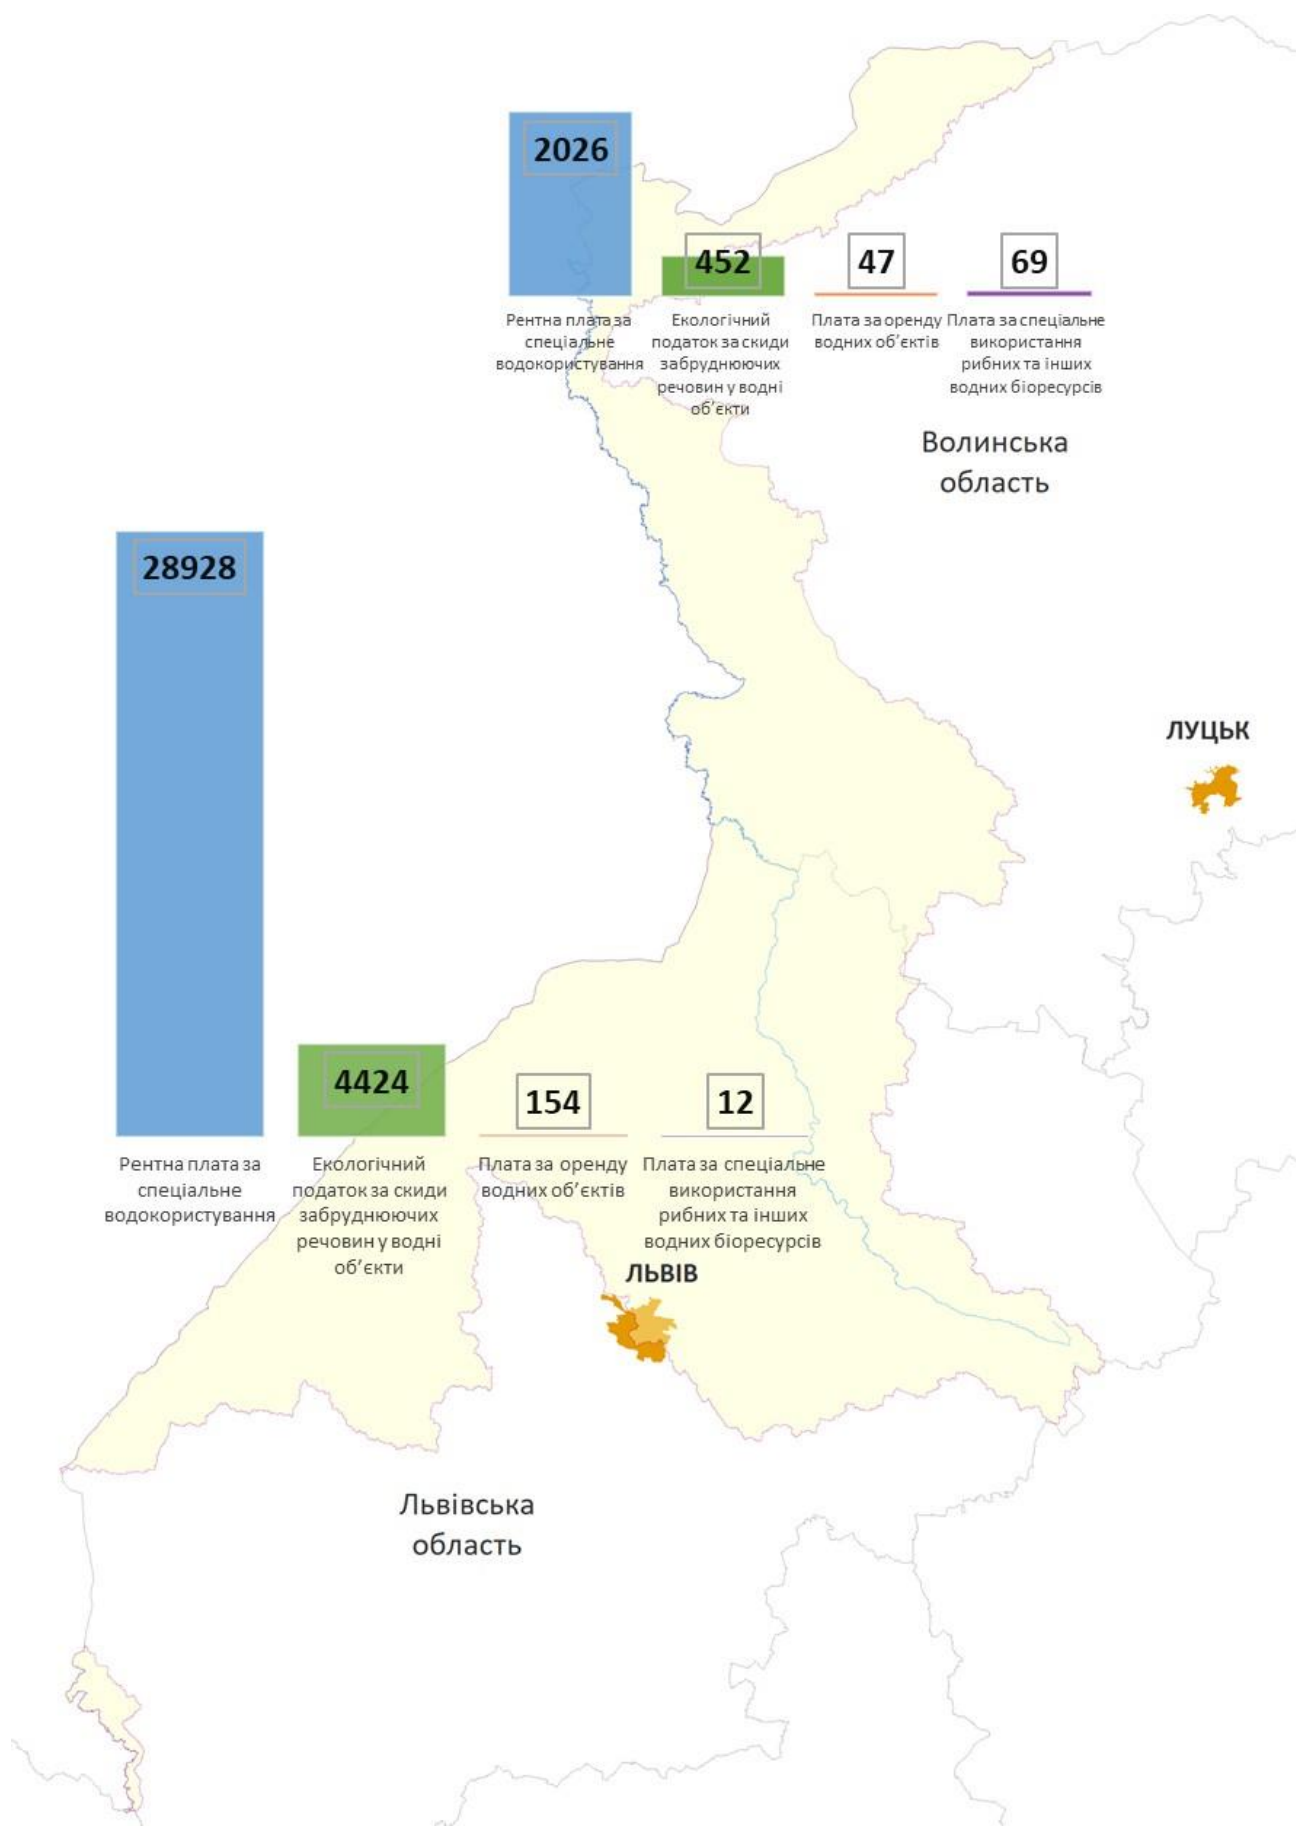 2026
452
47
69
Рентна плата за
спеціальне
водокористування
Екологічний
податок за скиди
забруднюючих
речовин у водні
об’єкти
Плата за оренду
водних об’єктів
Плата за спеціальне
використання
рибних та інших
водних біоресурсів
Волинська
область
28928
ЛУЦЬК
4424
154
12
Рентна плата за
спеціальне
водокористування
Екологічний
податок за скиди
забруднюючих
речовин у водні
об’єкти
Плата за оренду
водних об’єктів
Плата за спеціальне
використання
рибних та інших
водних біоресурсів
ЛЬВІВ
Львівська
область